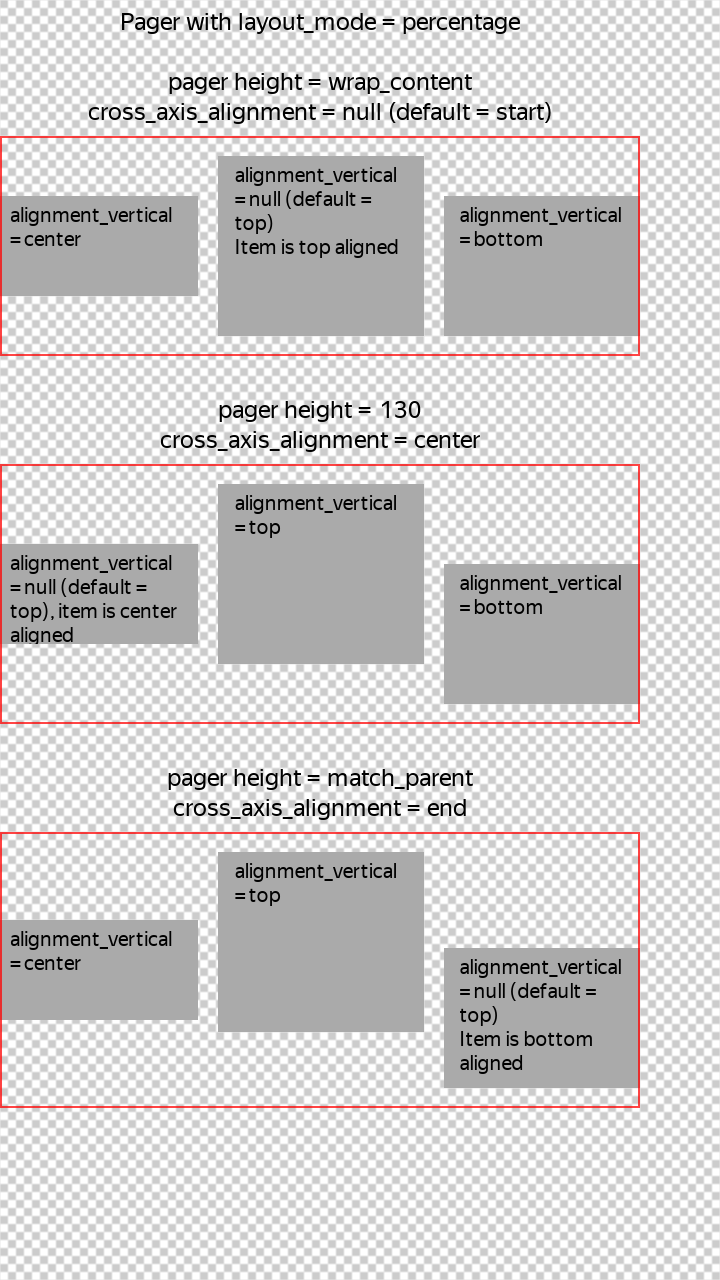 Pager with layout_mode = percentage
pager height = wrap_content
cross_axis_alignment = null (default = start)
alignment_vertical
= center
alignment_vertical
= null (default =
top)
Item is top aligned
alignment_vertical
= bottom
pager height = 130
cross_axis_alignment = center
alignment_vertical
= null (default =
top), item is center
aligned
alignment_vertical
= top
alignment_vertical
= bottom
pager height = match_parent
cross_axis_alignment = end
alignment_vertical
= center
alignment_vertical
= top
alignment_vertical
= null (default =
top)
Item is bottom
aligned